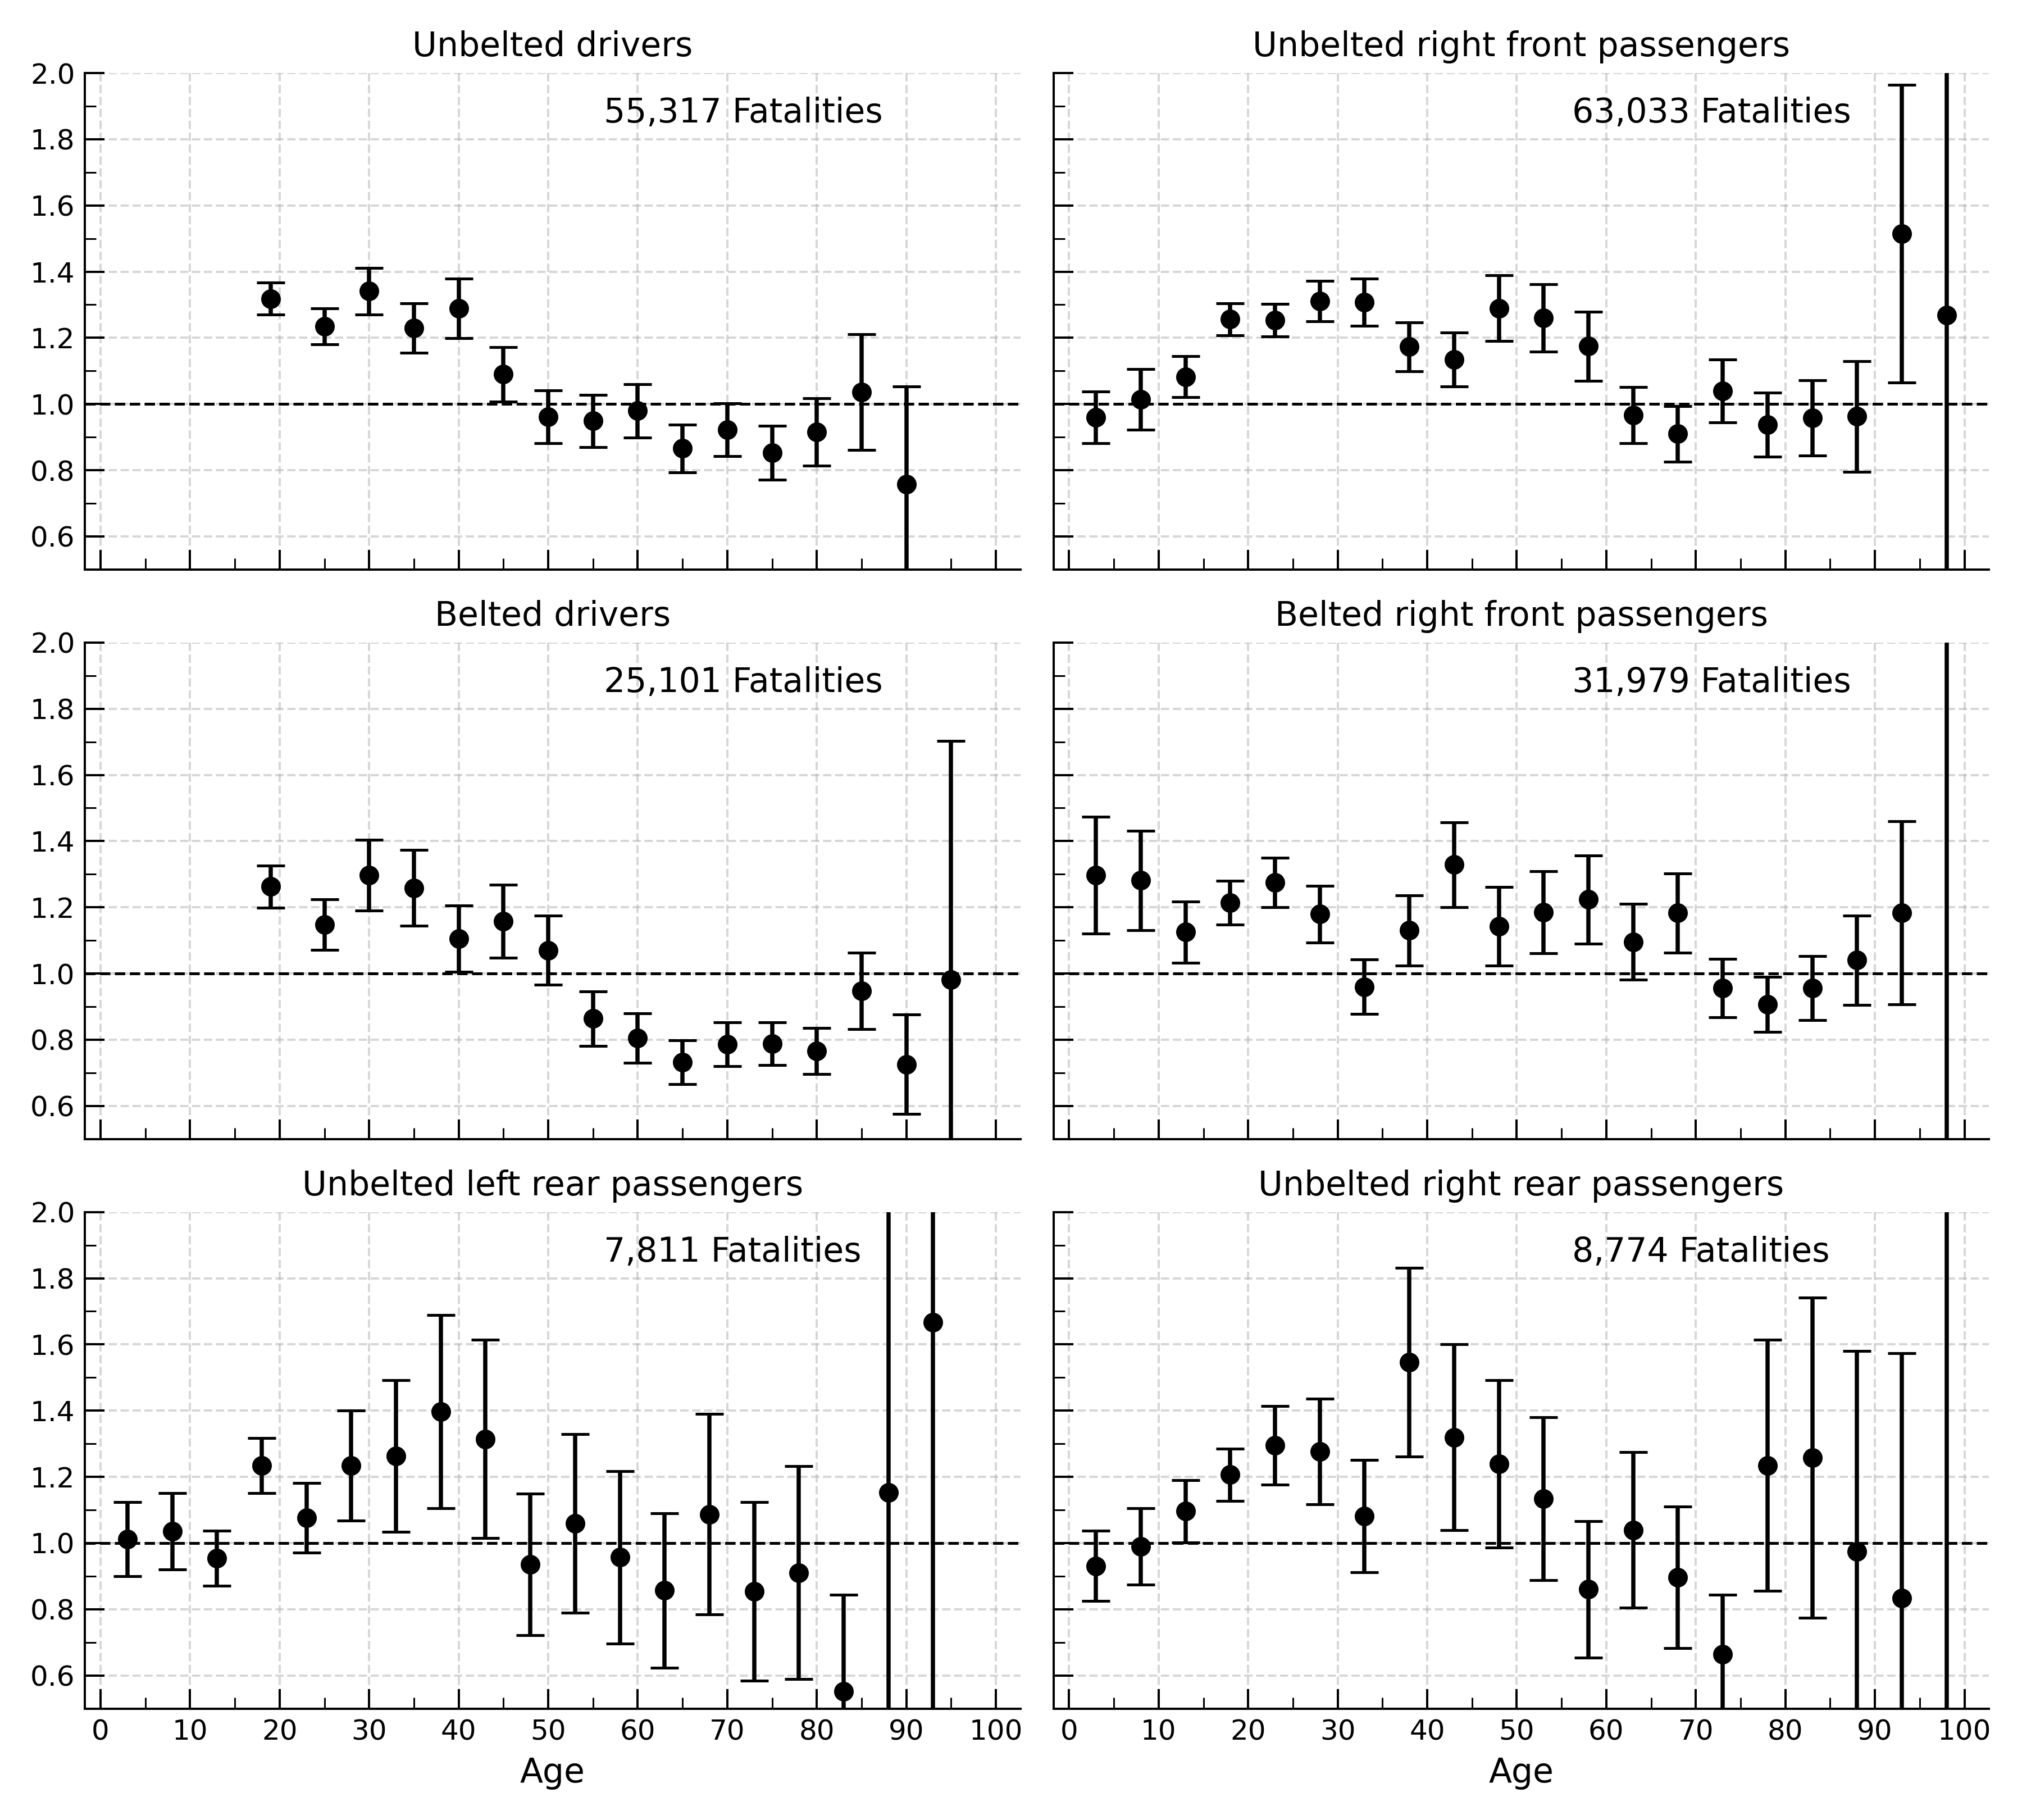 Unbelted drivers
55,317 Fatalities
2.0
1.8
1.6
1.4
1.2
1.0
0.8
0.6
Unbelted right front passengers
63,033 Fatalities
Belted drivers
25,101 Fatalities
2.0
1.8
1.6
1.4
1.2
1.0
0.8
0.6
Belted right front passengers
31,979 Fatalities
Unbelted left rear passengers
7,811 Fatalities
2.0
1.8
1.6
1.4
1.2
1.0
0.8
0.6
0 10 20 30 40 50 60 70 80 90 100
Age
Unbelted right rear passengers
8,774 Fatalities
0 10 20 30 40 50 60 70 80 90 100
Age